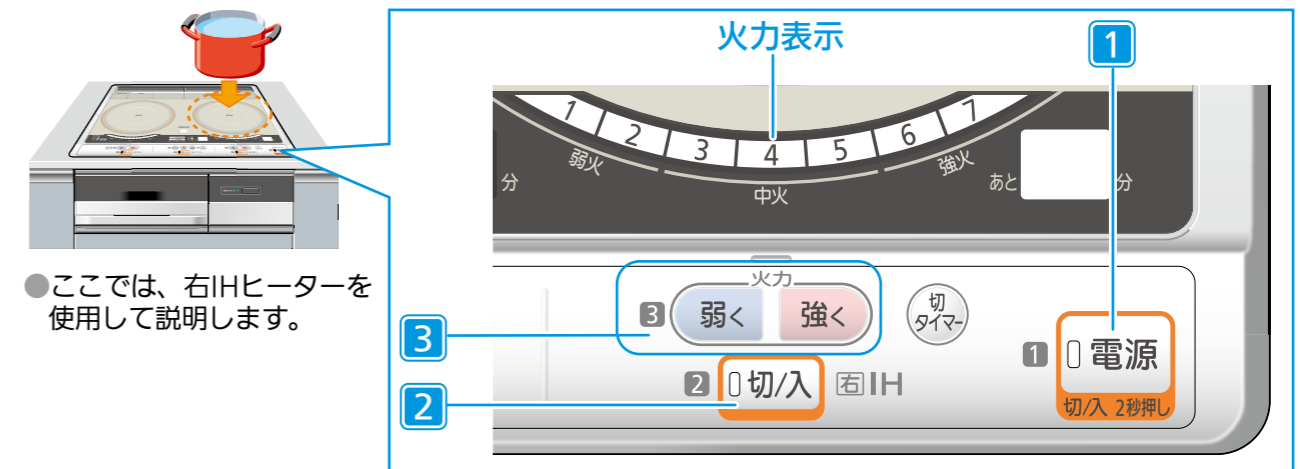 火力表示
1
1 2 3 4 5 6 7
弱火 中火 強火
分
あと 分
●ここでは、右IHヒーターを
使用して説明します。
火力
3 弱く 強く
切
タイマー
3
1 電源
切/入 2秒押し
2 切/入 右 IH
2